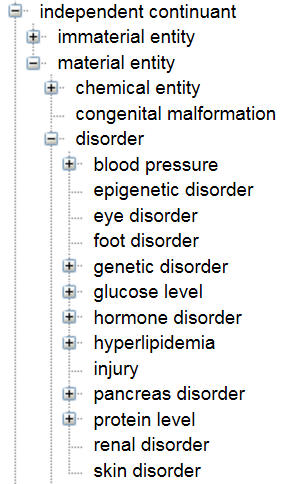 independent continuant
immaterial entity
material entity
chemical entity
congenital malformation
disorder
blood pressure
epigenetic disorder
eye disorder
foot disorder
genetic disorder
glucose level
hormone disorder
hyperlipidemia
injury
pancreas disorder
protein level
renal disorder
skin disorder